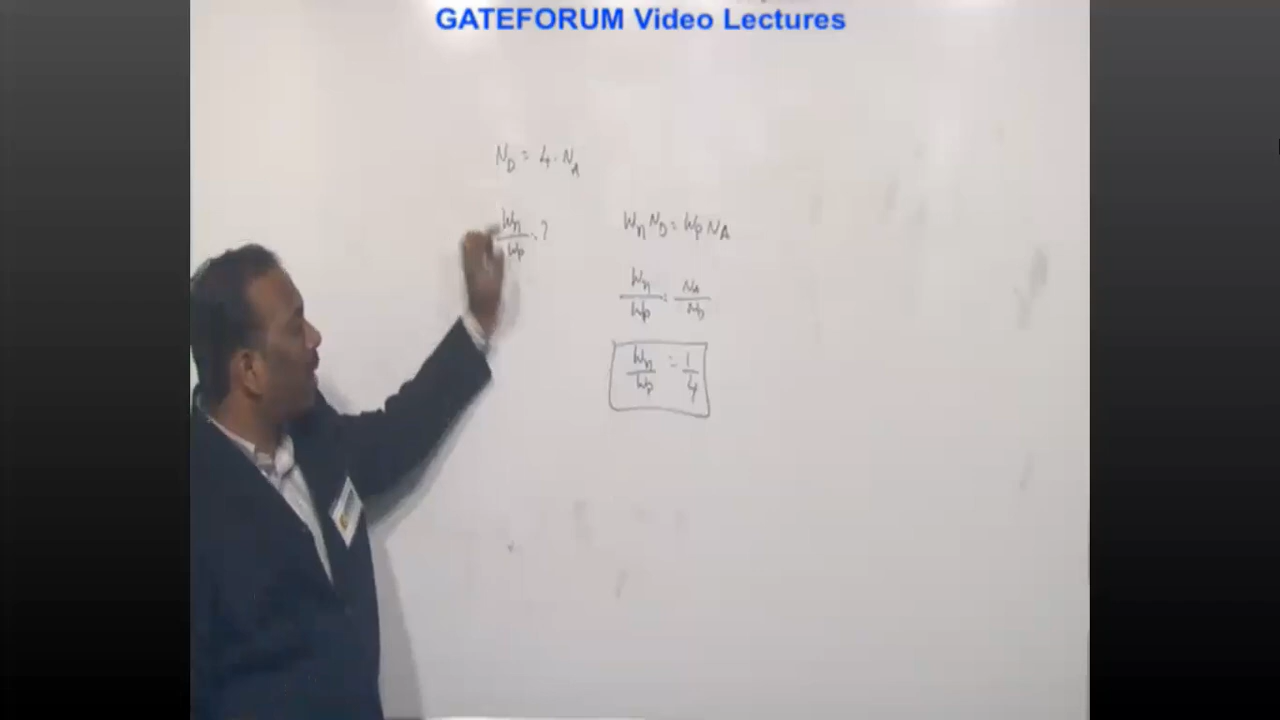 GATEFORUM Video Lectures
N_D = 4 · N_A
W_n / W_p = ?
W_n N_D = W_p N_A
W_n / W_p = N_A / N_D
W_n / W_p = 1 / 4